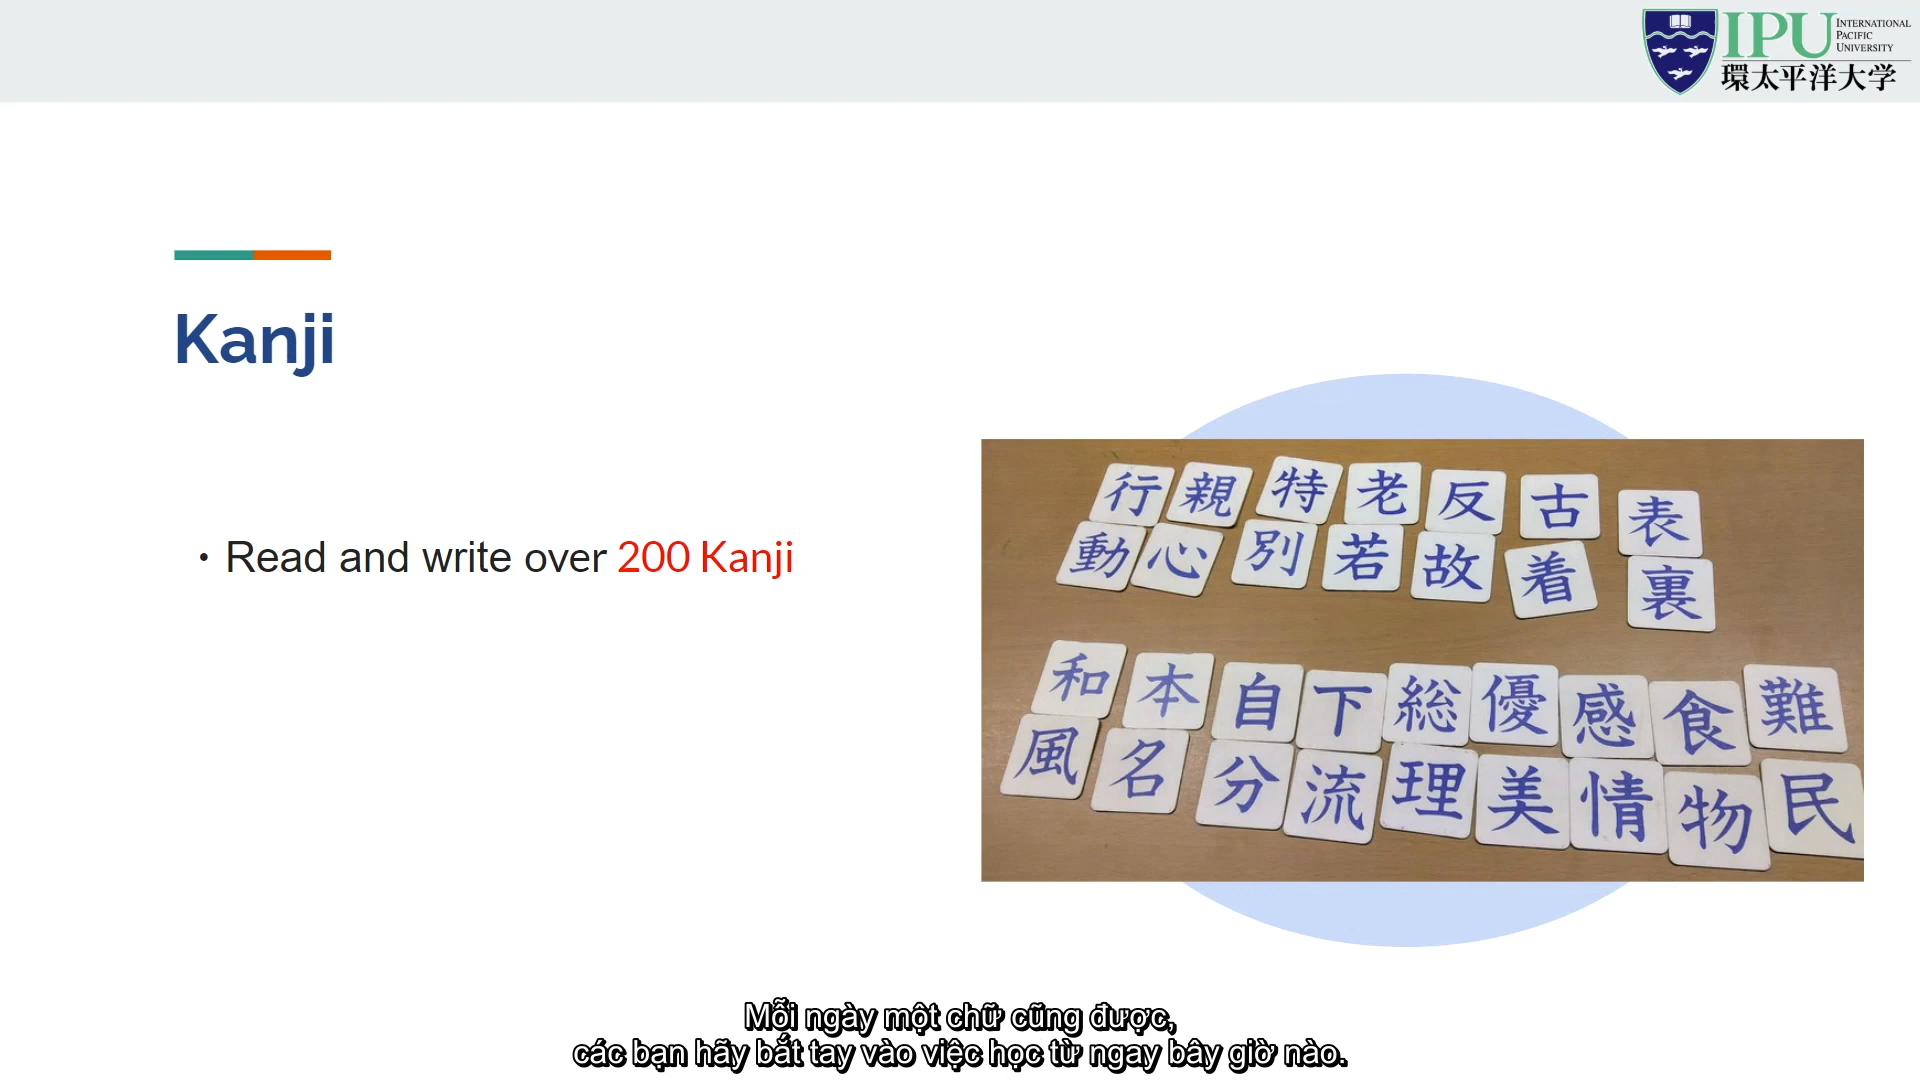 IPU INTERNATIONAL
PACIFIC
UNIVERSITY
環太平洋大学
Kanji
・Read and write over 200 Kanji
行 親 特 老 反 古 表
動 心 別 若 故 着 裏
和 本 自 下 総 優 感 食 難
風 名 分 流 理 美 情 物 民
Mỗi ngày một chữ cũng được,
các bạn hãy bắt tay vào việc học từ ngay bây giờ nào.